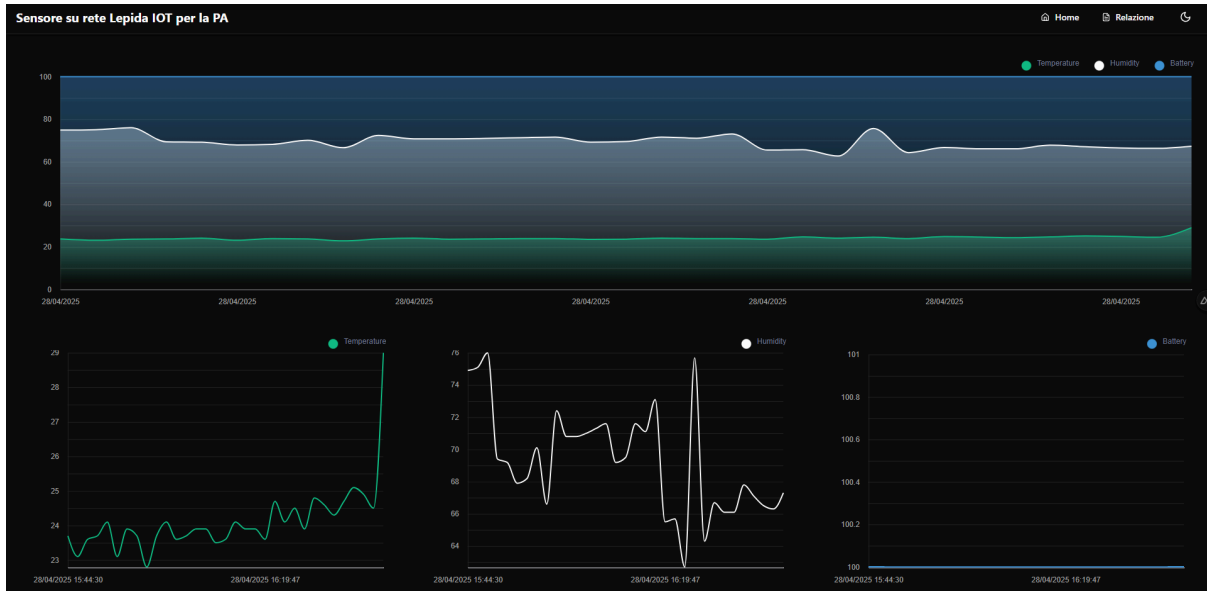 Sensore su rete Lepida IOT per la PA
Home Relazione
Temperature Humidity Battery
100
80
60
40
20
0
28/04/2025 28/04/2025 28/04/2025 28/04/2025 28/04/2025 28/04/2025 28/04/2025
Temperature
29
28
27
26
25
24
23
28/04/2025 15:44:30 28/04/2025 16:19:47
Humidity
76
74
72
70
68
66
64
28/04/2025 15:44:30 28/04/2025 16:19:47
Battery
101
100.8
100.6
100.4
100.2
100
28/04/2025 15:44:30 28/04/2025 16:19:47